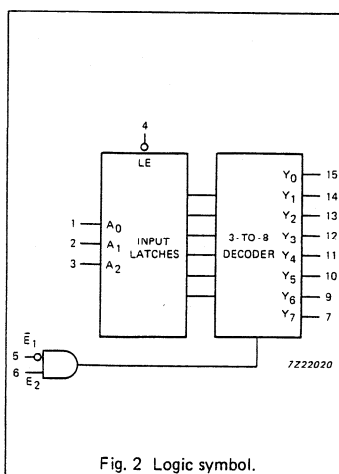 4
LE
1 A0
2 A1
3 A2
INPUT
LATCHES
3-TO-8
DECODER
Y0 15
Y1 14
Y2 13
Y3 12
Y4 11
Y5 10
Y6 9
Y7 7
Ē1
5
6 E2
7Z22020
Fig. 2 Logic symbol.